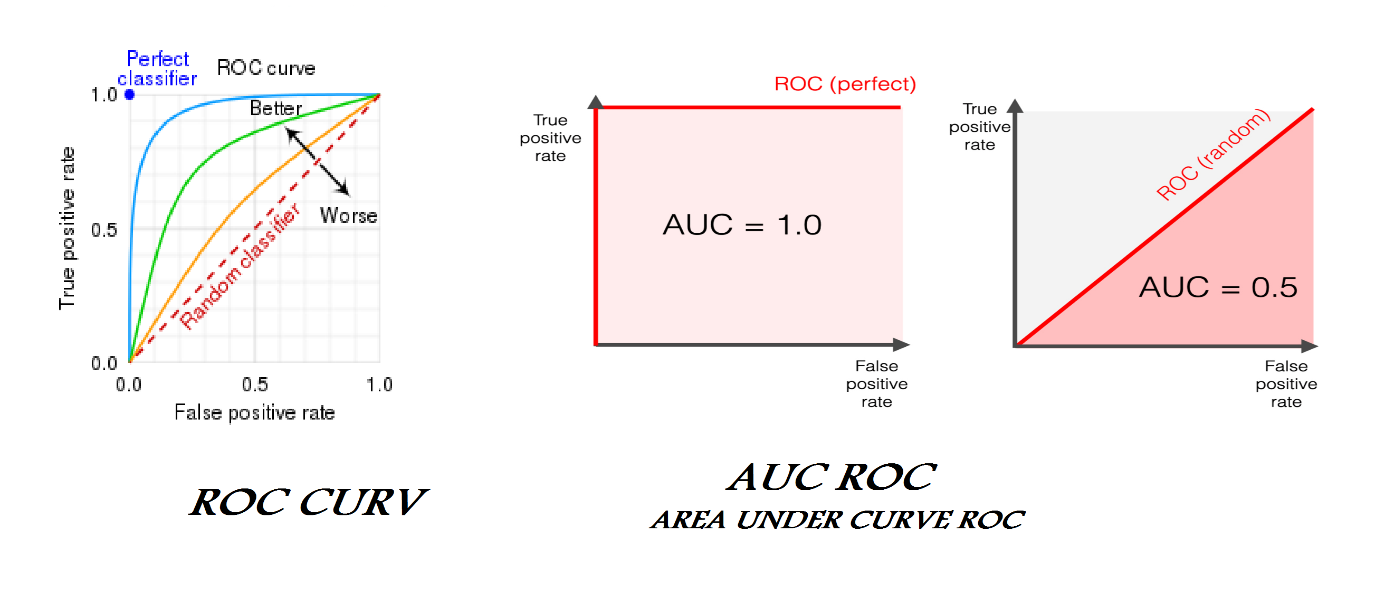 Perfect
classifier
ROC curve
1.0
Better
True positive rate
0.5
Worse
Random classifier
0.0
0.0
0.5
1.0
False positive rate
ROC CURV
ROC (perfect)
True
positive
rate
AUC = 1.0
False
positive
rate
True
positive
rate
ROC (random)
AUC = 0.5
False
positive
rate
AUC ROC
AREA UNDER CURVE ROC